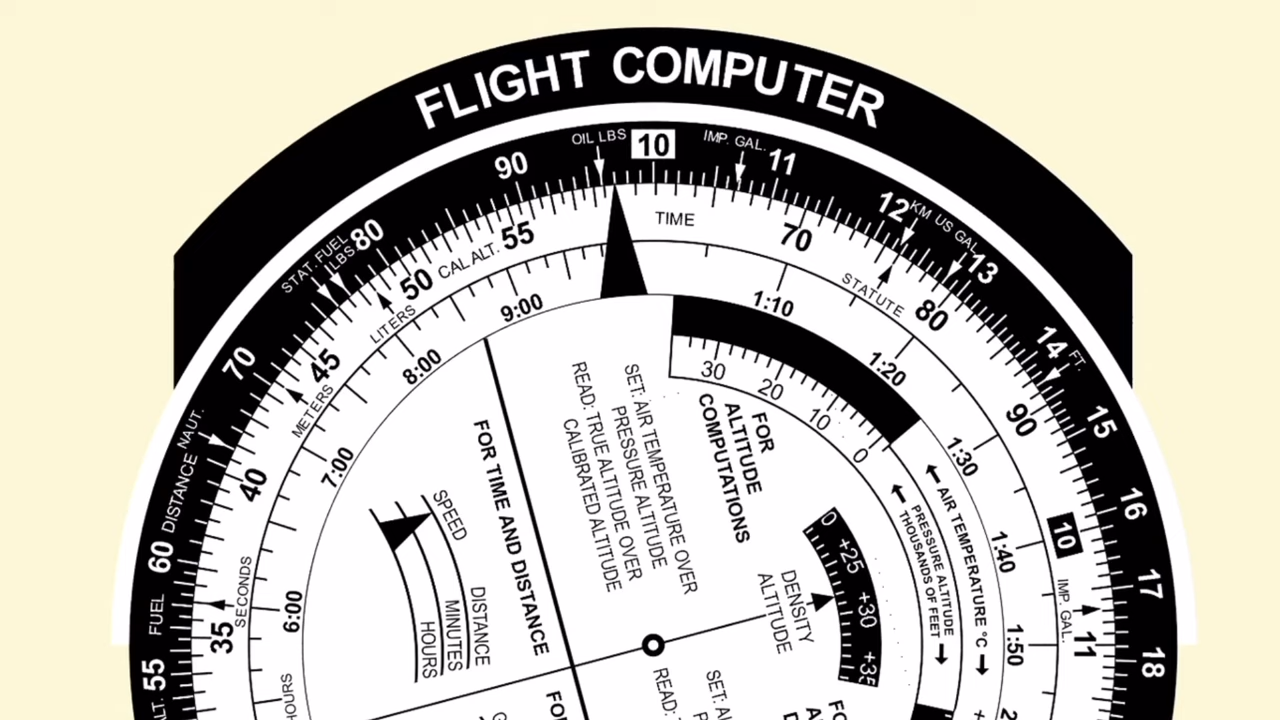 FLIGHT COMPUTER
OIL LBS
10
IMP. GAL.
11
12
KM
US GAL.
13
14
FT.
15
16
17
18
90
80
STAT. FUEL
LBS
70
DISTANCE NAUT.
60
FUEL
55
TIME
70
STATUTE
80
90
10
IMP. GAL.
11
55
CAL ALT.
50
LITERS
45
METERS
40
SECONDS
35
HOURS
9:00
8:00
7:00
6:00
1:10
1:20
1:30
1:40
1:50
30
20
10
0
SET: AIR TEMPERATURE OVER
PRESSURE ALTITUDE
READ: TRUE ALTITUDE OVER
CALIBRATED ALTITUDE
FOR
ALTITUDE
COMPUTATIONS
AIR TEMPERATURE °C
PRESSURE ALTITUDE
THOUSANDS OF FEET
0
+25
+30
+35
DENSITY
ALTITUDE
FOR TIME AND DISTANCE
SPEED
DISTANCE
MINUTES
HOURS